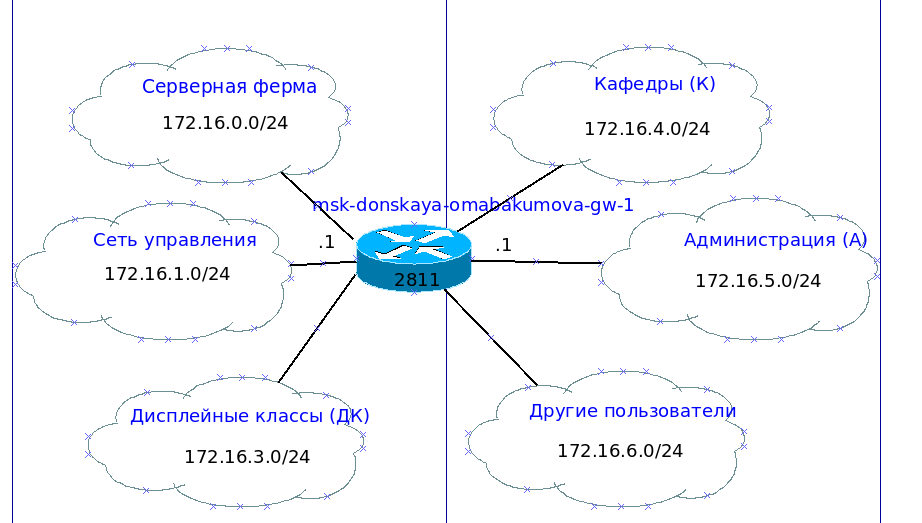 Серверная ферма
172.16.0.0/24
Кафедры (К)
172.16.4.0/24
msk-donskaya-omabakumova-gw-1
Сеть управления
172.16.1.0/24
.1
.1
2811
Администрация (А)
172.16.5.0/24
Дисплейные классы (ДК)
172.16.3.0/24
Другие пользователи
172.16.6.0/24